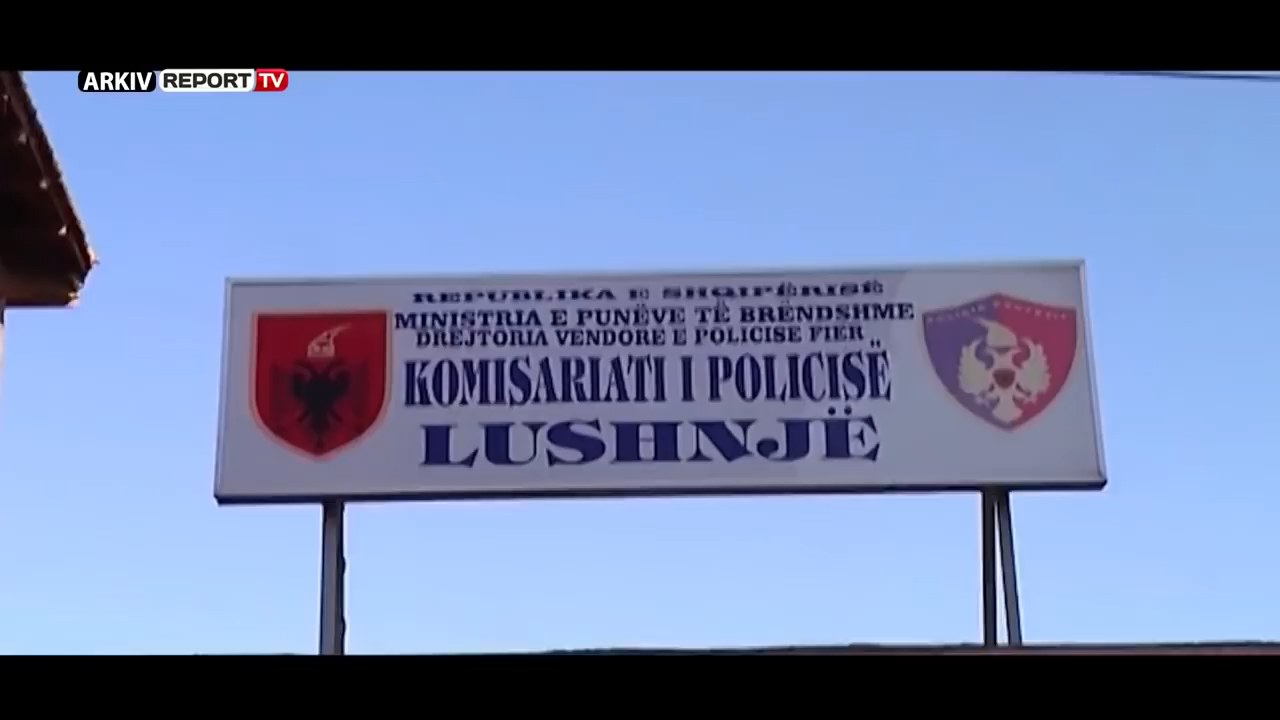 ARKIV REPORT TV
REPUBLIKA E SHQIPËRISË
MINISTRIA E PUNËVE TË BRËNDSHME
DREJTORIA VENDORE E POLICISE FIER
KOMISARIATI I POLICISË
LUSHNJË